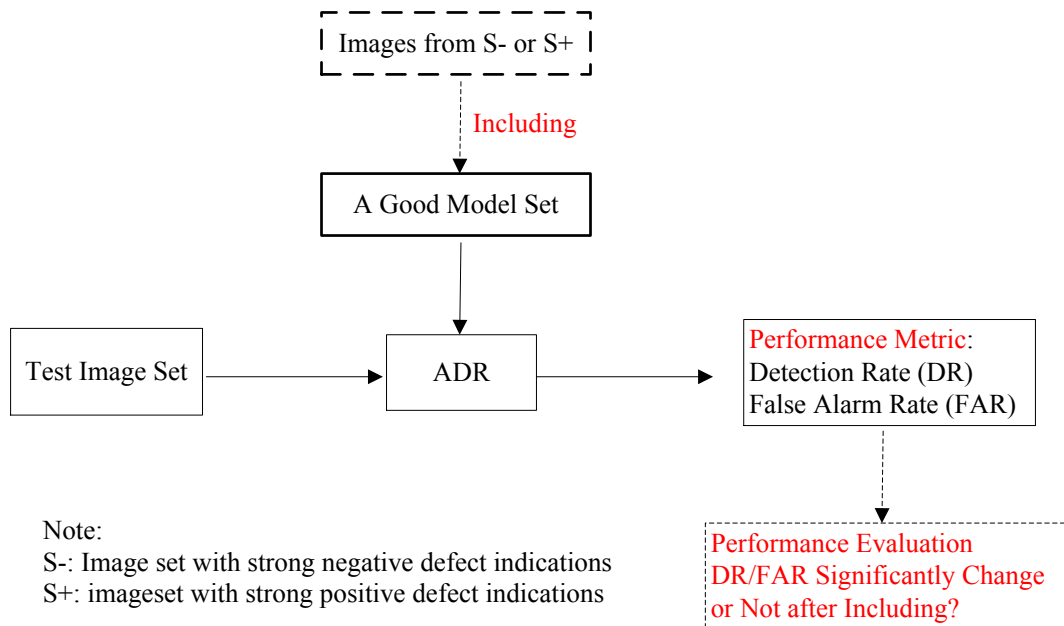 Images from S- or S+
Including
A Good Model Set
Test Image Set
ADR
Performance Metric:
Detection Rate (DR)
False Alarm Rate (FAR)
Note:
S-: Image set with strong negative defect indications
S+: imageset with strong positive defect indications
Performance Evaluation
DR/FAR Significantly Change
or Not after Including?